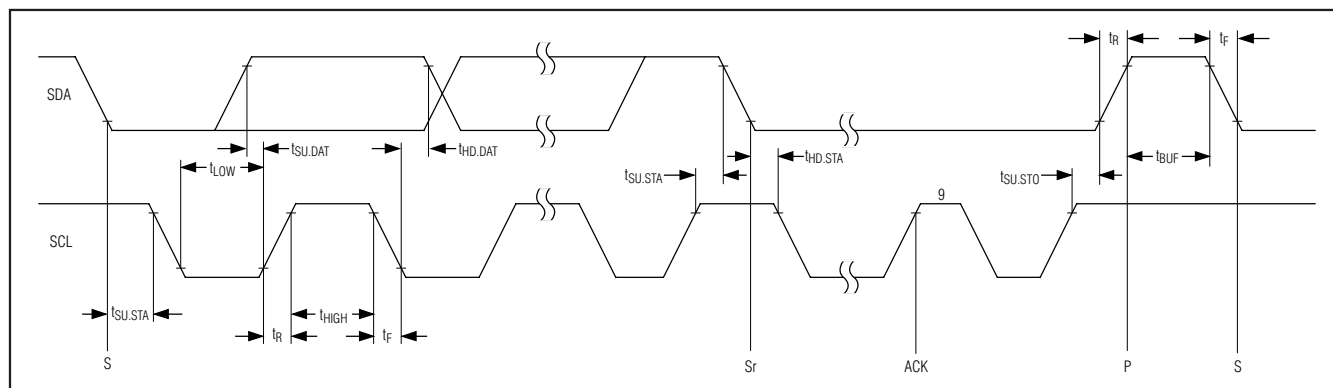 tR
tF
SDA
tSU.DAT
tHD.DAT
tLOW
tHD.STA
tBUF
tSU.STA
tSU.STO
9
SCL
tSU.STA
tR
tHIGH
tF
S
Sr
ACK
P
S